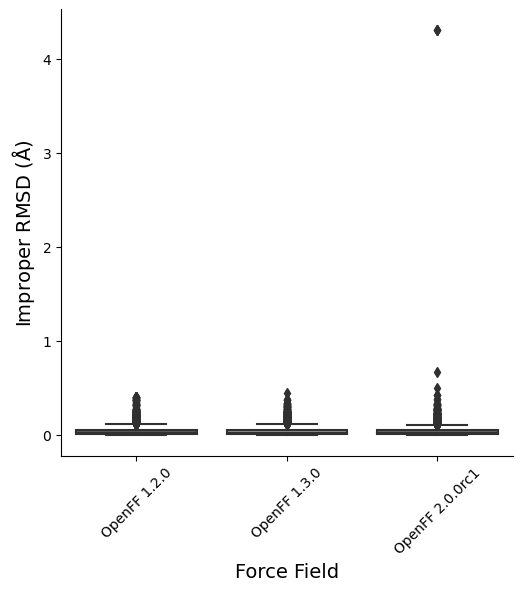 4
3
2
1
0
Improper RMSD (Å)
OpenFF 1.2.0
OpenFF 1.3.0
OpenFF 2.0.0rc1
Force Field